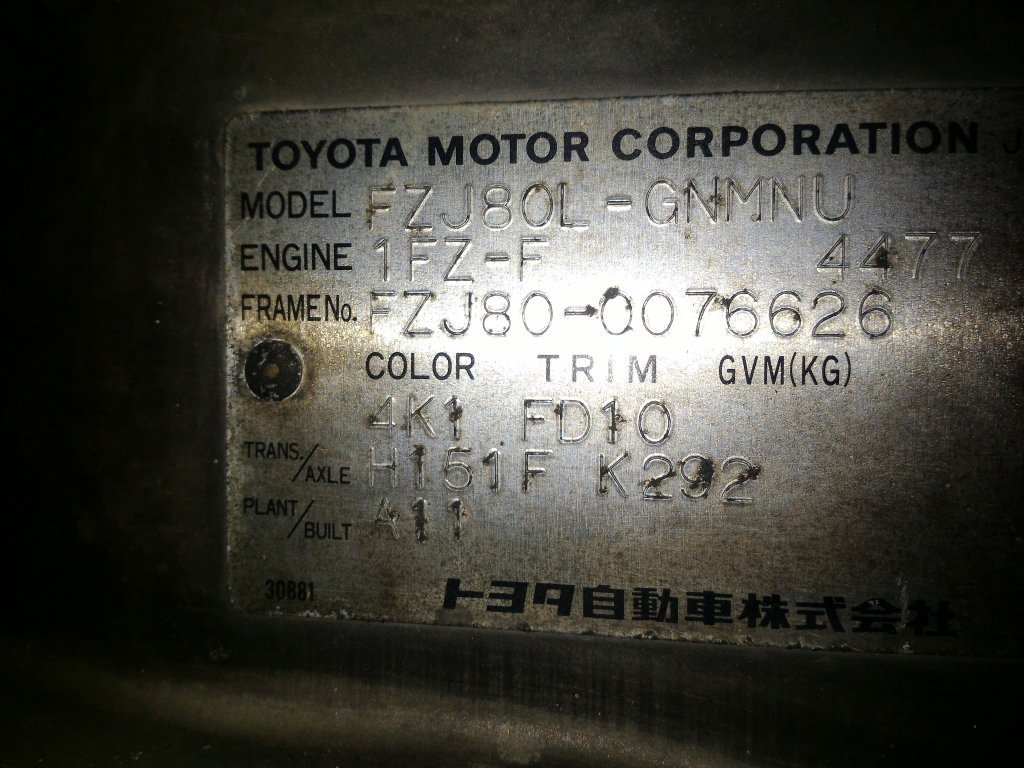 TOYOTA MOTOR CORPORATION J
MODEL FZJ80L-GNMNU
ENGINE 1FZ-F 4477
FRAME No. FZJ80-0076626
COLOR TRIM GVM(KG)
4K1 FD10
TRANS./AXLE H151F K292
PLANT/BUILT A11
30881 トヨタ自動車株式会社